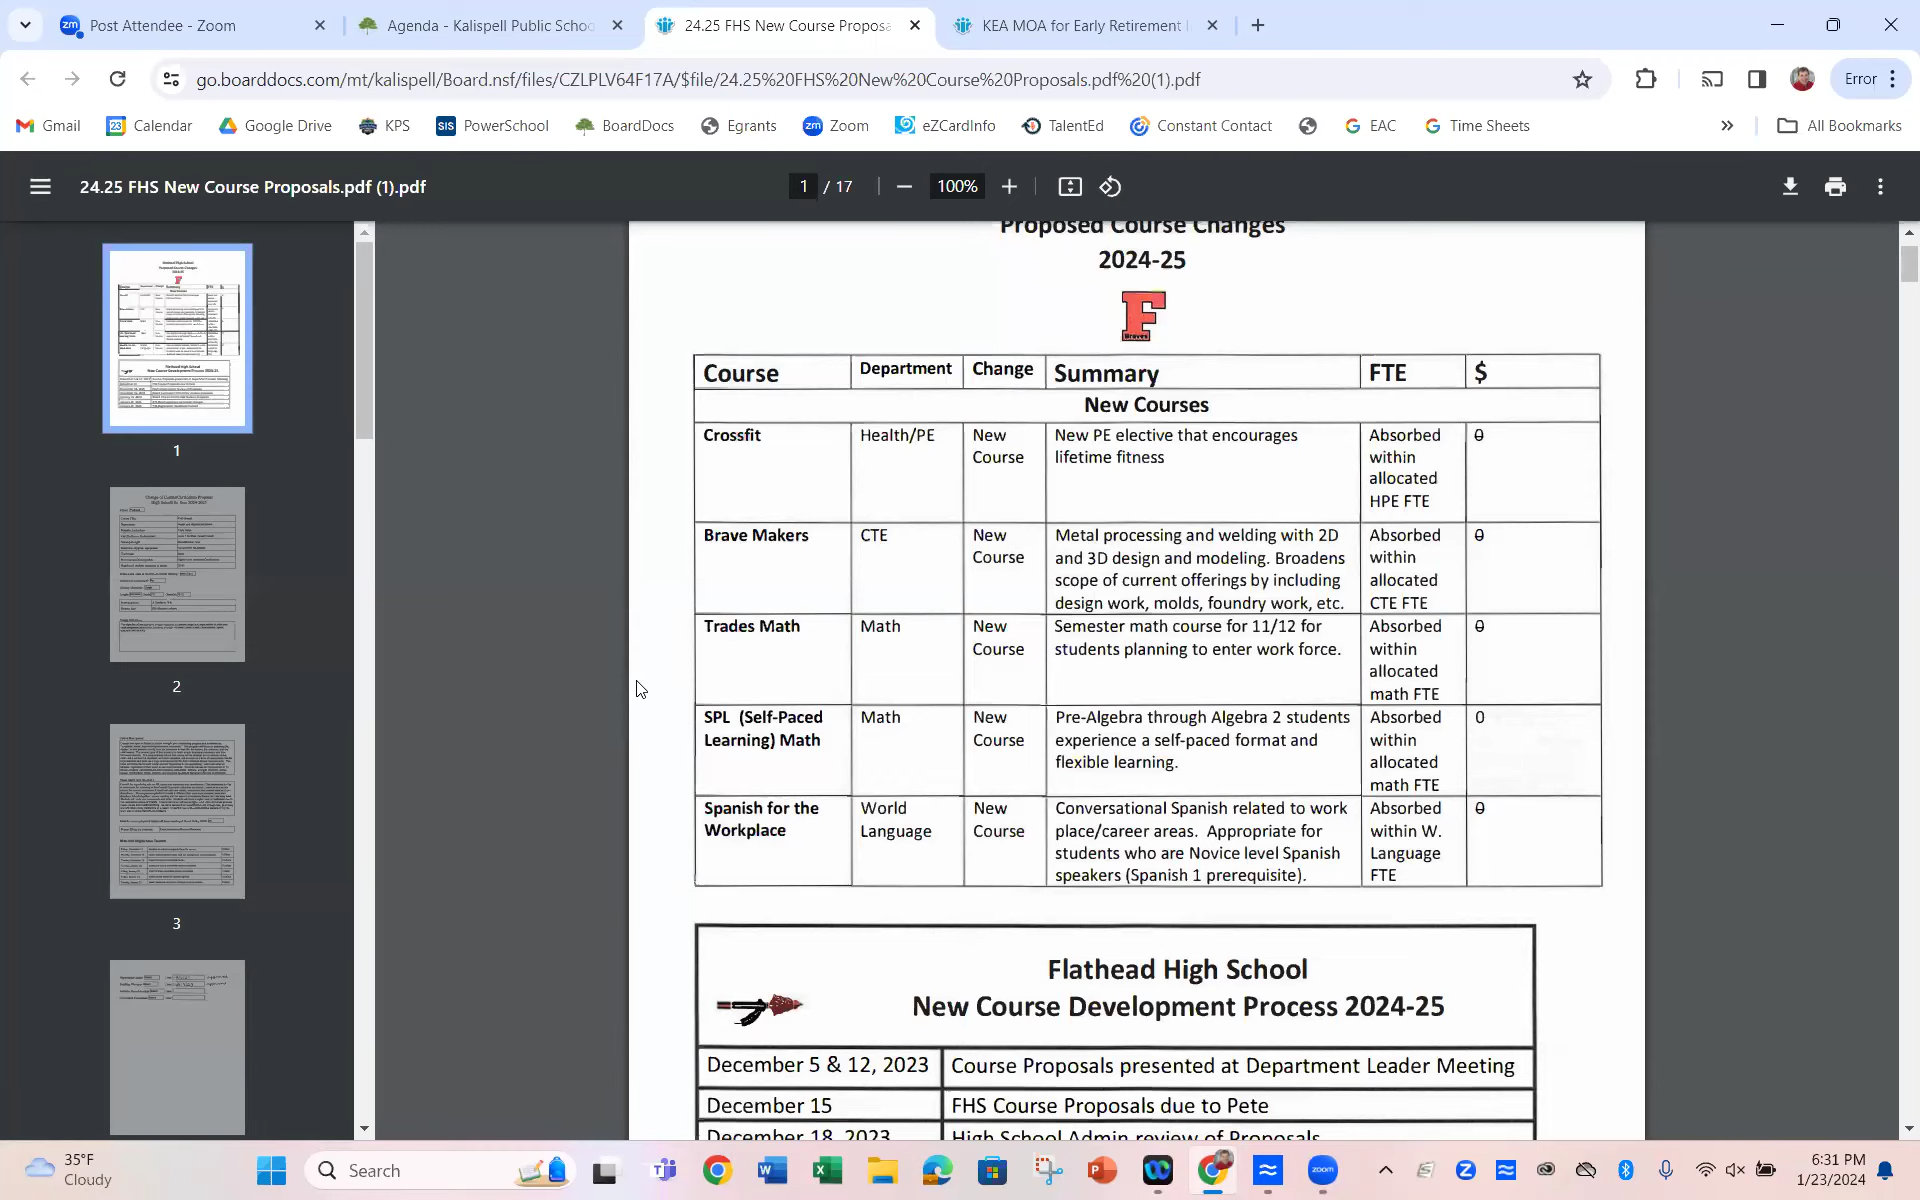 Post Attendee - Zoom
Agenda - Kalispell Public Schoo
24.25 FHS New Course Proposa
KEA MOA for Early Retirement I
go.boarddocs.com/mt/kalispell/Board.nsf/files/CZLPLV64F17A/$file/24.25%20FHS%20New%20Course%20Proposals.pdf%20(1).pdf
Error
Gmail
Calendar
Google Drive
KPS
PowerSchool
BoardDocs
Egrants
Zoom
eZCardInfo
TalentEd
Constant Contact
EAC
Time Sheets
All Bookmarks
24.25 FHS New Course Proposals.pdf (1).pdf
1 / 17
100%
1
2
3
Proposed Course Changes
2024-25
F
Braves
Course Department Change Summary FTE $
New Courses
Crossfit Health/PE New Course New PE elective that encourages lifetime fitness Absorbed within allocated HPE FTE 0
Brave Makers CTE New Course Metal processing and welding with 2D and 3D design and modeling. Broadens scope of current offerings by including design work, molds, foundry work, etc. Absorbed within allocated CTE FTE 0
Trades Math Math New Course Semester math course for 11/12 for students planning to enter work force. Absorbed within allocated math FTE 0
SPL (Self-Paced Learning) Math Math New Course Pre-Algebra through Algebra 2 students experience a self-paced format and flexible learning. Absorbed within allocated math FTE 0
Spanish for the Workplace World Language New Course Conversational Spanish related to work place/career areas. Appropriate for students who are Novice level Spanish speakers (Spanish 1 prerequisite). Absorbed within W. Language FTE 0
Flathead High School
New Course Development Process 2024-25
December 5 & 12, 2023 Course Proposals presented at Department Leader Meeting
December 15 FHS Course Proposals due to Pete
December 18, 2023 High School Admin review of Proposals
35°F
Cloudy
Search
6:31 PM
1/23/2024